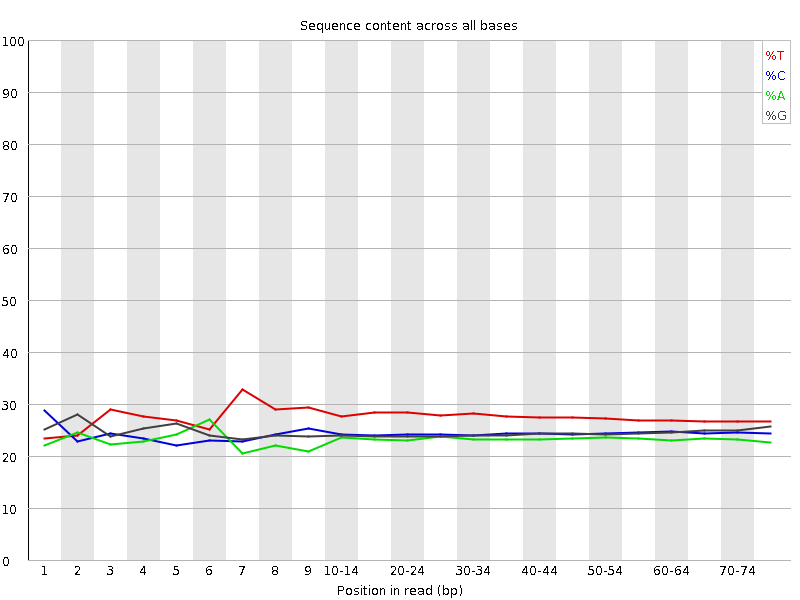 Sequence content across all bases
100
90
80
70
60
50
40
30
20
10
0
%T
%C
%A
%G
1 2 3 4 5 6 7 8 9 10-14 20-24 30-34 40-44 50-54 60-64 70-74
Position in read (bp)